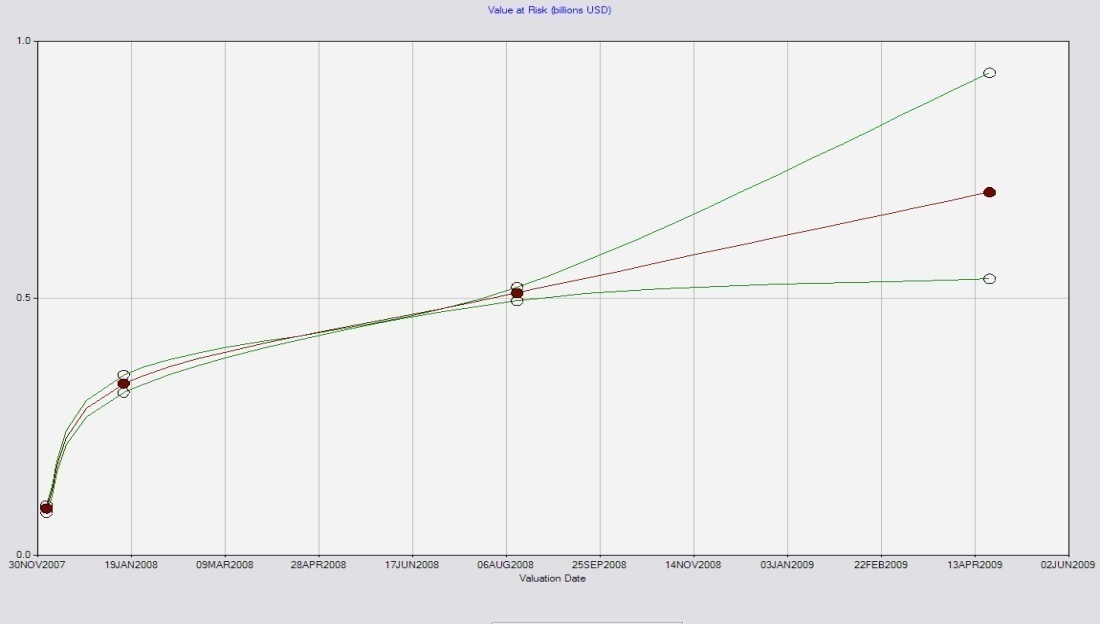 Value at Risk (billions USD)
1.0
0.5
0.0
30NOV2007 19JAN2008 09MAR2008 28APR2008 17JUN2008 06AUG2008 25SEP2008 14NOV2008 03JAN2009 22FEB2009 13APR2009 02JUN2009
Valuation Date